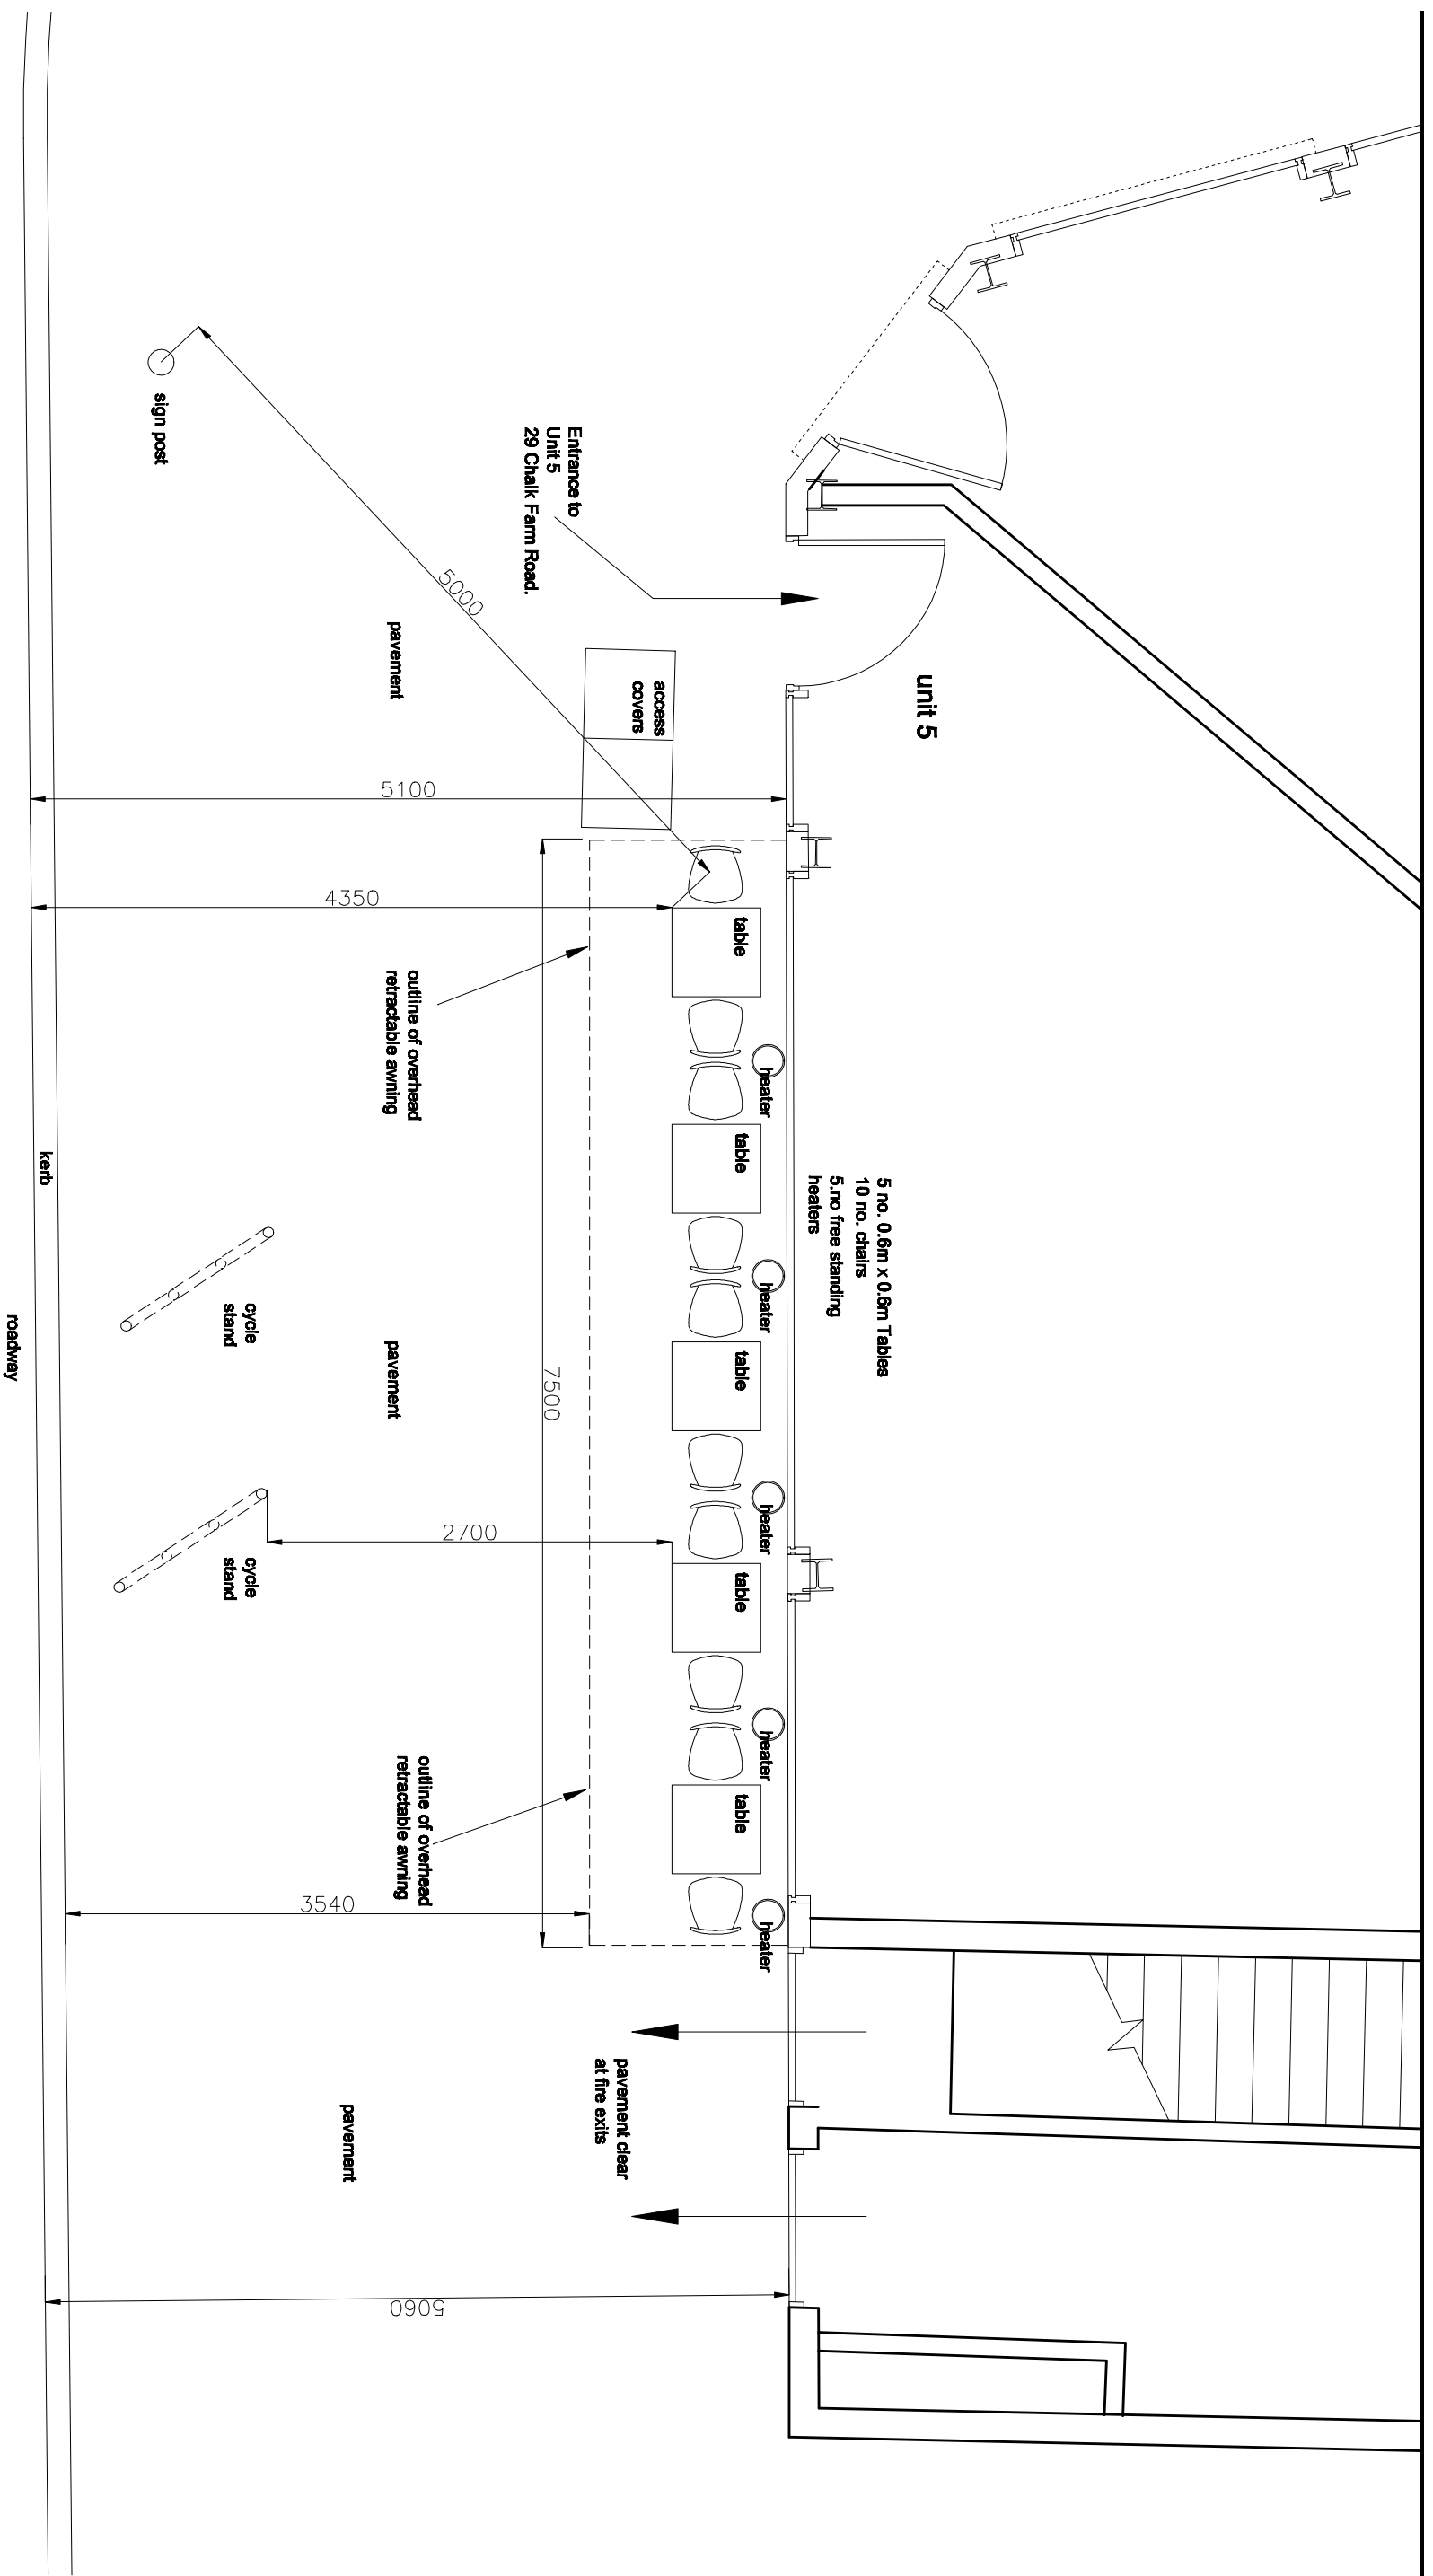 unit 5
Entrance to
Unit 5
29 Chalk Farm Road.
sign post
5000
pavement
access
covers
5100
4350
table
outline of overhead
retractable awning
heater
table
5 no. 0.6m x 0.6m Tables
10 no. chairs
5.no free standing
heaters
kerb
heater
cycle
stand
roadway
table
pavement
7500
heater
2700
cycle
stand
table
heater
outline of overhead
retractable awning
table
3540
heater
pavement clear
at fire exits
pavement
5060